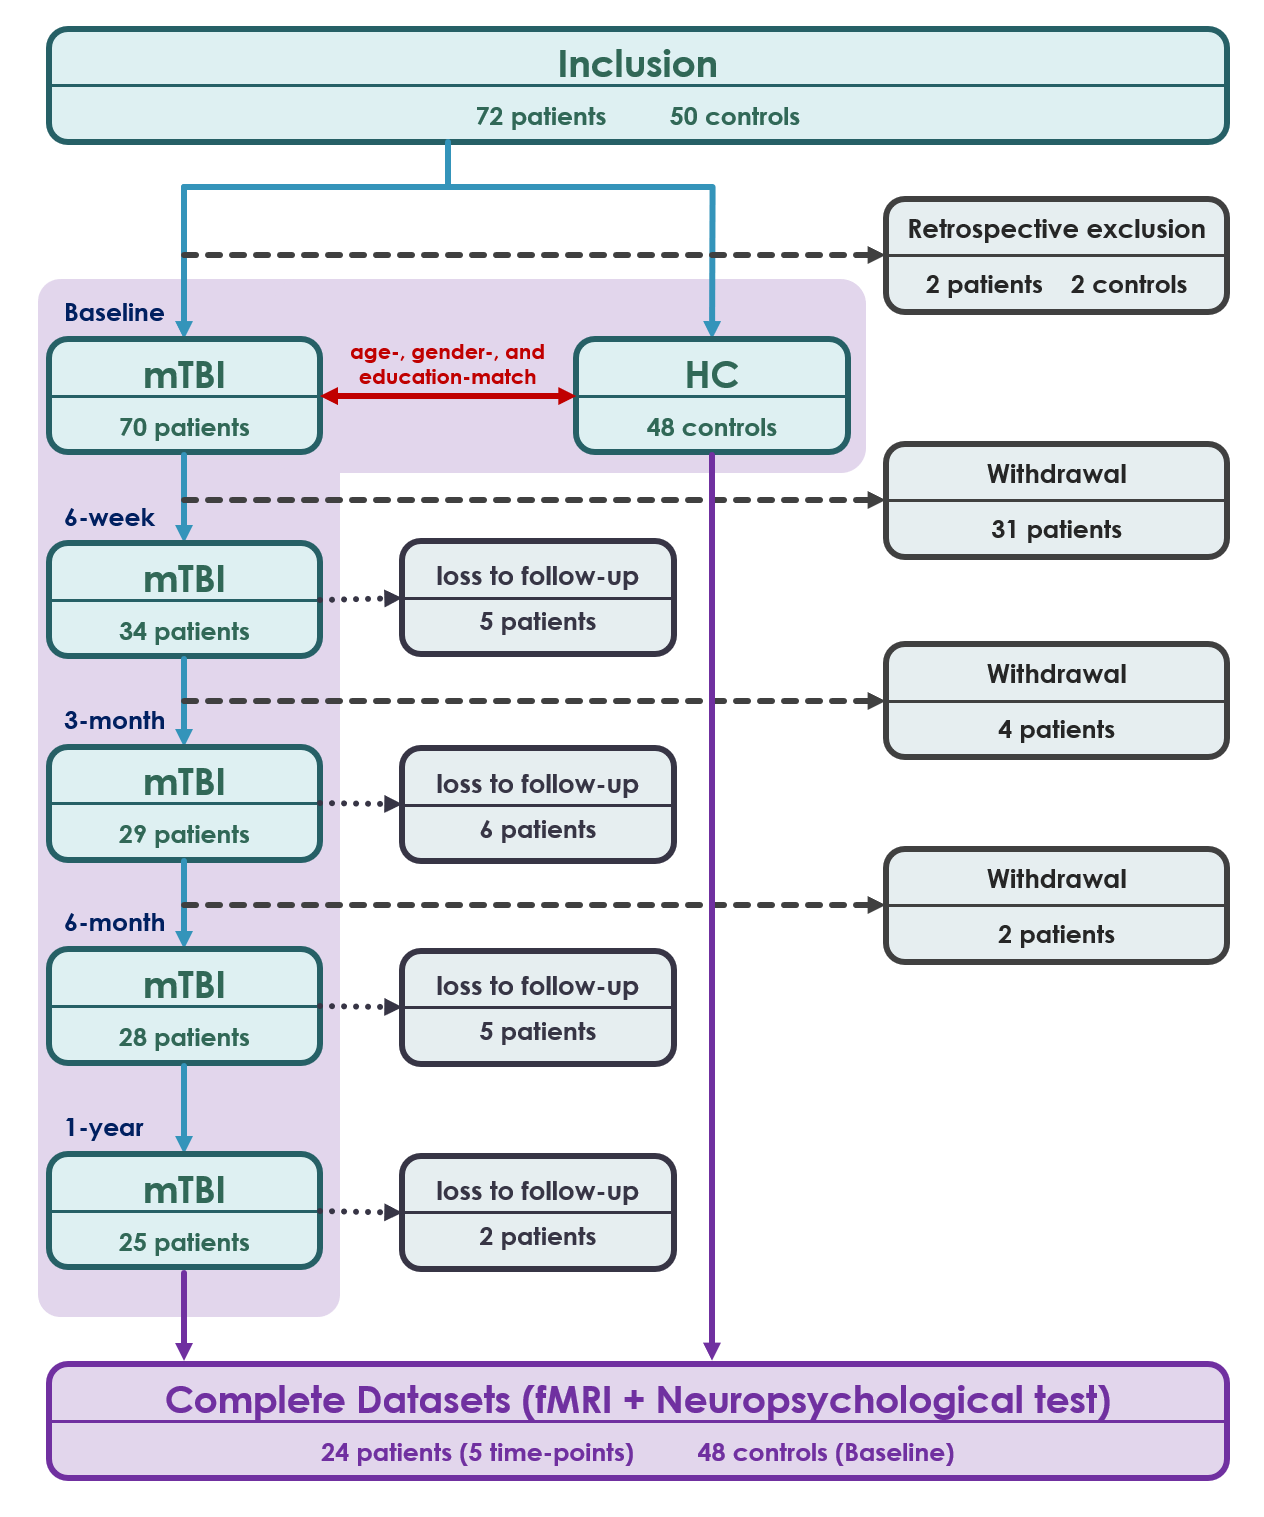 Inclusion
72 patients 50 controls
Retrospective exclusion
2 patients 2 controls
Baseline
mTBI
70 patients
age-, gender-, and
education-match
HC
48 controls
Withdrawal
31 patients
6-week
mTBI
34 patients
loss to follow-up
5 patients
Withdrawal
4 patients
3-month
mTBI
29 patients
loss to follow-up
6 patients
Withdrawal
2 patients
6-month
mTBI
28 patients
loss to follow-up
5 patients
1-year
mTBI
25 patients
loss to follow-up
2 patients
Complete Datasets (fMRI + Neuropsychological test)
24 patients (5 time-points) 48 controls (Baseline)